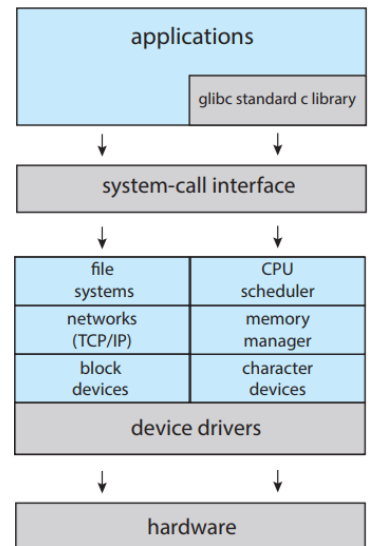 applications
glibc standard c library
system-call interface
file
systems
CPU
scheduler
networks
(TCP/IP)
memory
manager
block
devices
character
devices
device drivers
hardware